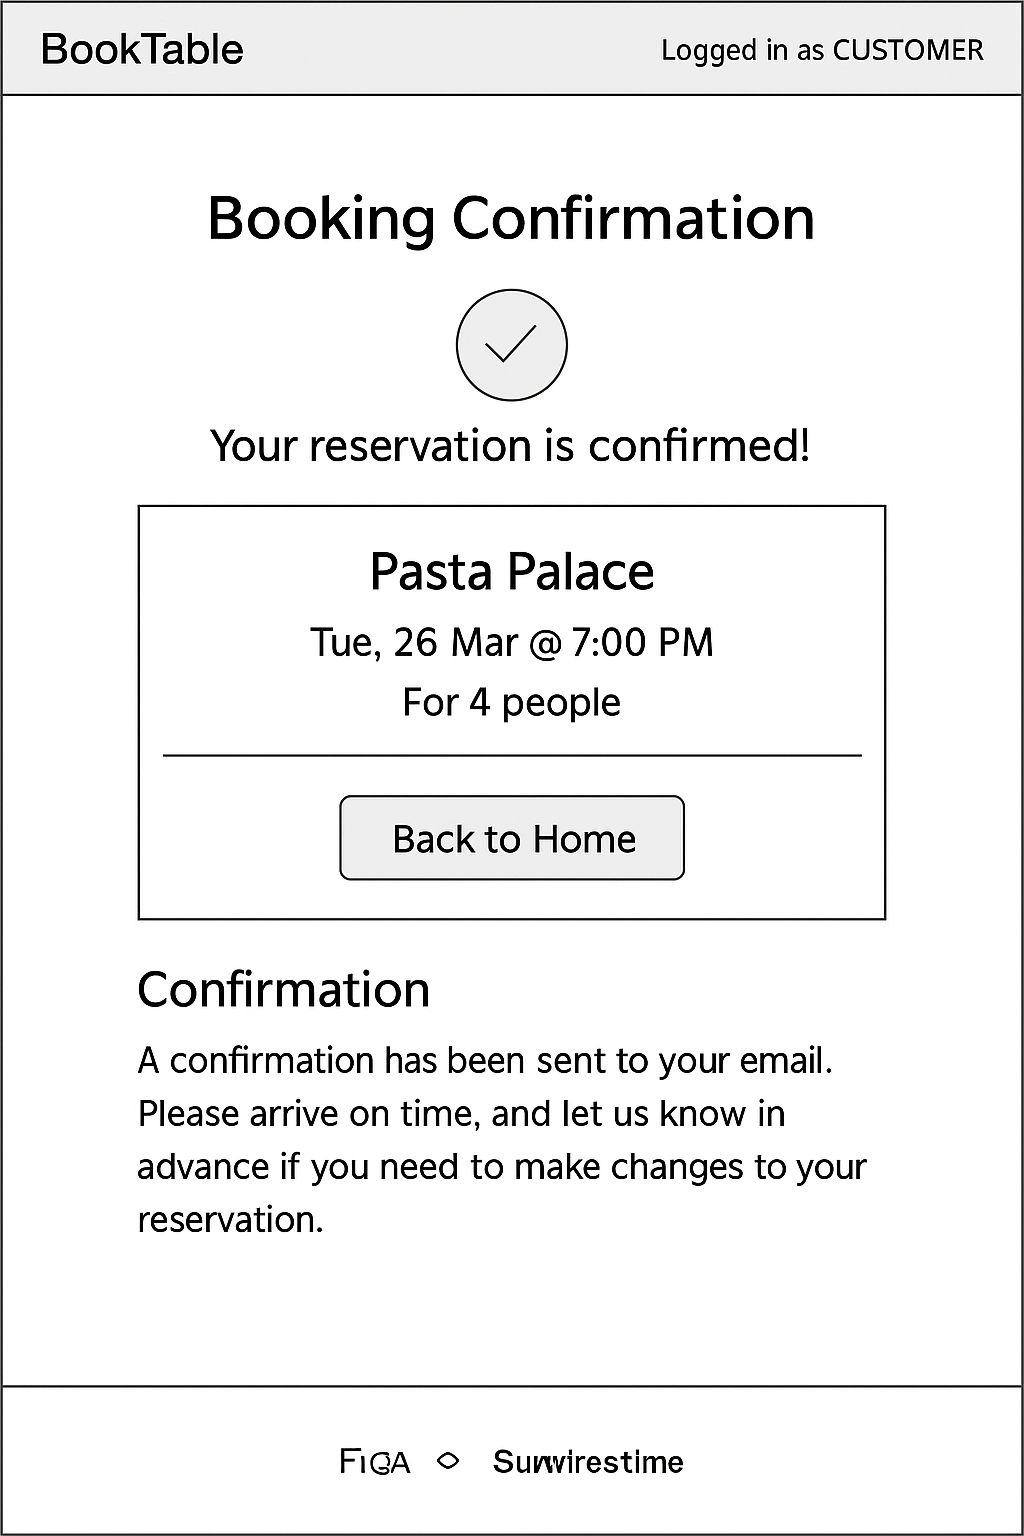 BookTable
Logged in as CUSTOMER
Booking Confirmation
Your reservation is confirmed!
Pasta Palace
Tue, 26 Mar @ 7:00 PM
For 4 people
Back to Home
Confirmation
A confirmation has been sent to your email.
Please arrive on time, and let us know in
advance if you need to make changes to your
reservation.